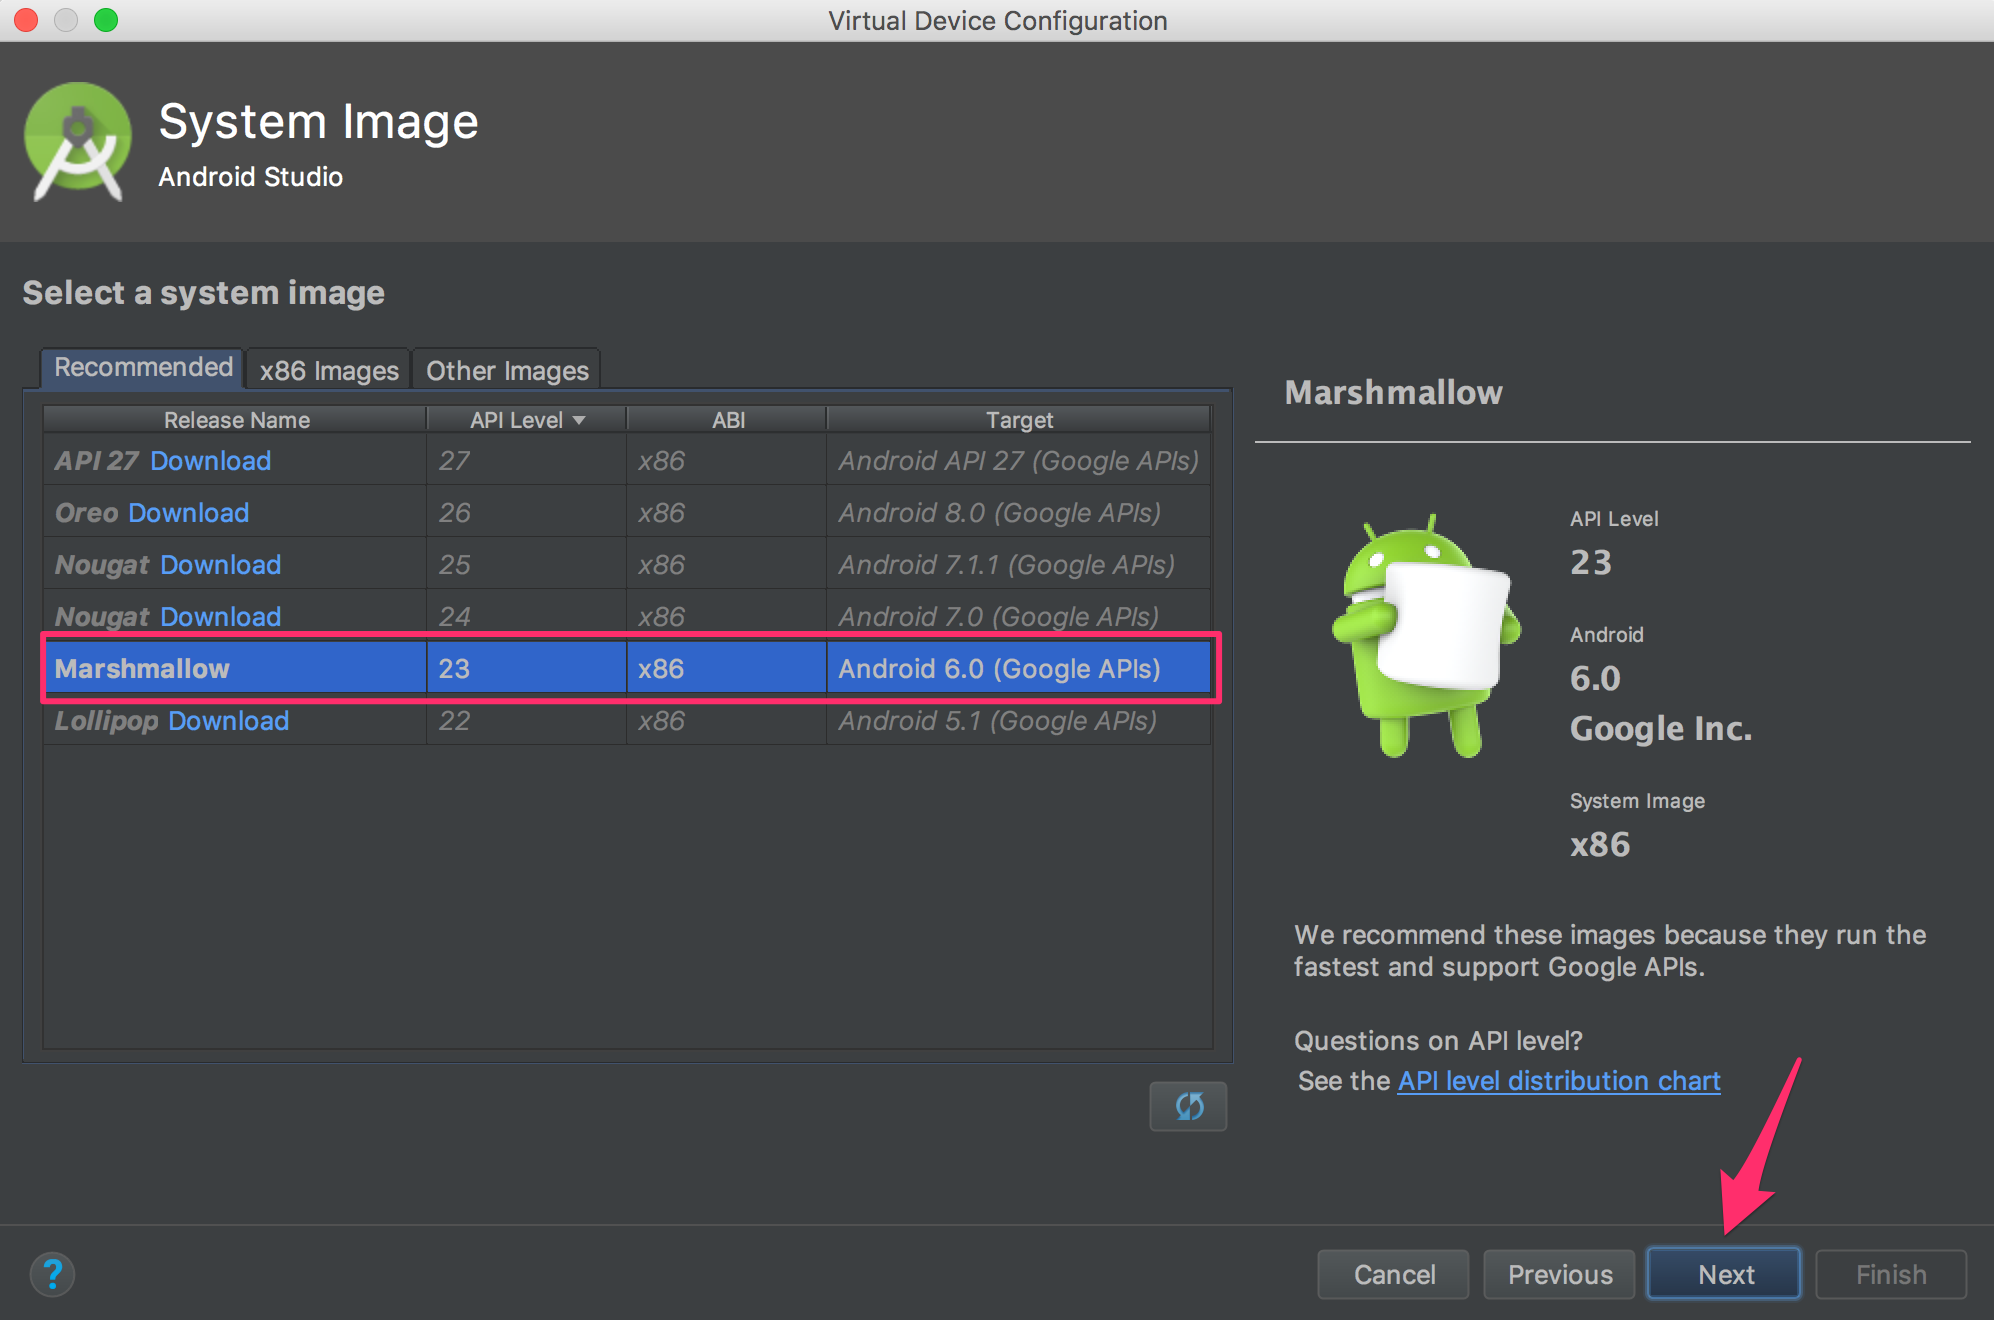 Virtual Device Configuration
System Image
Android Studio
Select a system image
Recommended x86 Images Other Images
Release Name API Level ABI Target
API 27 Download 27 x86 Android API 27 (Google APIs)
Oreo Download 26 x86 Android 8.0 (Google APIs)
Nougat Download 25 x86 Android 7.1.1 (Google APIs)
Nougat Download 24 x86 Android 7.0 (Google APIs)
Marshmallow 23 x86 Android 6.0 (Google APIs)
Lollipop Download 22 x86 Android 5.1 (Google APIs)
Marshmallow
API Level
23
Android
6.0
Google Inc.
System Image
x86
We recommend these images because they run the
fastest and support Google APIs.
Questions on API level?
See the API level distribution chart
? Cancel Previous Next Finish